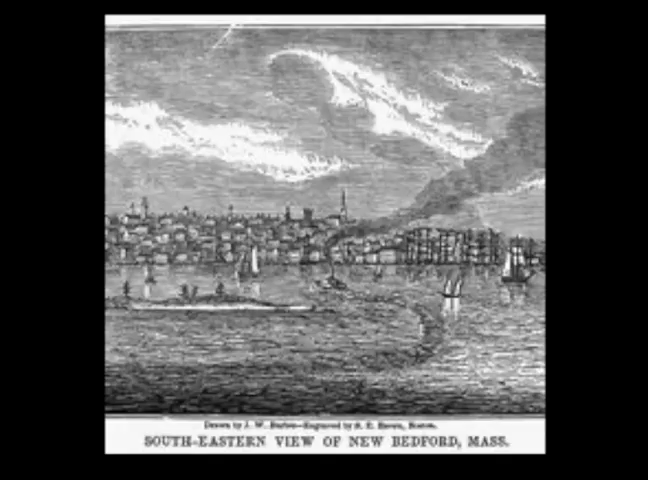 Drawn by J. W. Barber—Engraved by S. E. Brown, Boston.
SOUTH-EASTERN VIEW OF NEW BEDFORD, MASS.